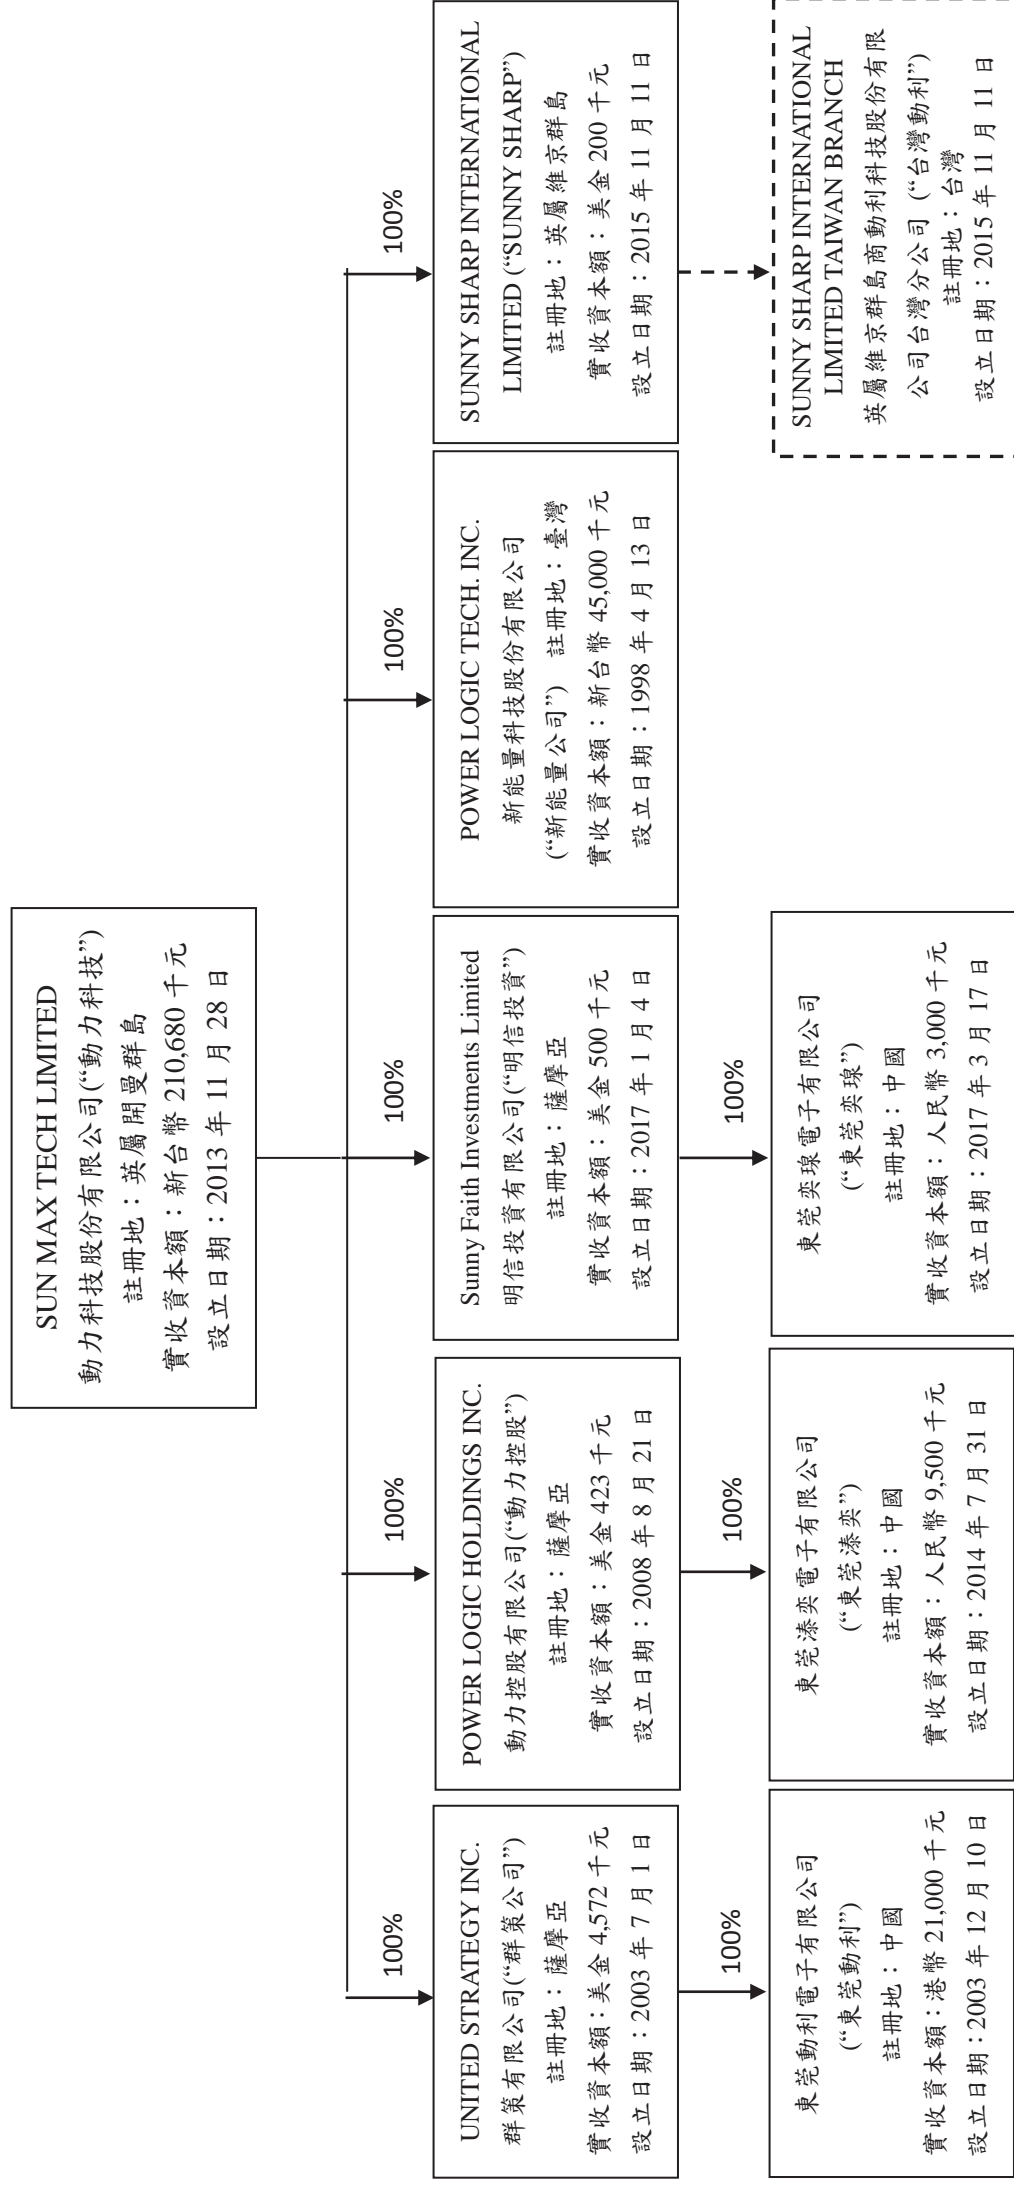 SUN MAX TECH LIMITED
動力科技股份有限公司(“動力科技”)
註冊地：英屬開曼群島
實收資本額：新台幣 210,680 千元
設立日期：2013 年 11 月 28 日
100%
100%
100%
100%
100%
UNITED STRATEGY INC.
群策有限公司(“群策公司”)
註冊地：薩摩亞
實收資本額：美金 4,572 千元
設立日期：2003 年 7 月 1 日
POWER LOGIC HOLDINGS INC.
動力控股有限公司(“動力控股”)
註冊地：薩摩亞
實收資本額：美金 423 千元
設立日期：2008 年 8 月 21 日
Sunny Faith Investments Limited
明信投資有限公司(“明信投資”)
註冊地：薩摩亞
實收資本額：美金 500 千元
設立日期：2017 年 1 月 4 日
POWER LOGIC TECH. INC.
新能量科技股份有限公司
(“新能量公司”) 註冊地：臺灣
實收資本額：新台幣 45,000 千元
設立日期：1998 年 4 月 13 日
SUNNY SHARP INTERNATIONAL
LIMITED (“SUNNY SHARP”)
註冊地：英屬維京群島
實收資本額：美金 200 千元
設立日期：2015 年 11 月 11 日
100%
100%
100%
東莞動利電子有限公司
(“東莞動利”)
註冊地：中國
實收資本額：港幣 21,000 千元
設立日期：2003 年 12 月 10 日
東莞漆奕電子有限公司
(“東莞漆奕”)
註冊地：中國
實收資本額：人民幣 9,500 千元
設立日期：2014 年 7 月 31 日
東莞奕琭電子有限公司
(“東莞奕琭”)
註冊地：中國
實收資本額：人民幣 3,000 千元
設立日期：2017 年 3 月 17 日
SUNNY SHARP INTERNATIONAL
LIMITED TAIWAN BRANCH
英屬維京群島商動利科技股份有限
公司台灣分公司 (“台灣動利”)
註冊地：台灣
設立日期：2015 年 11 月 11 日